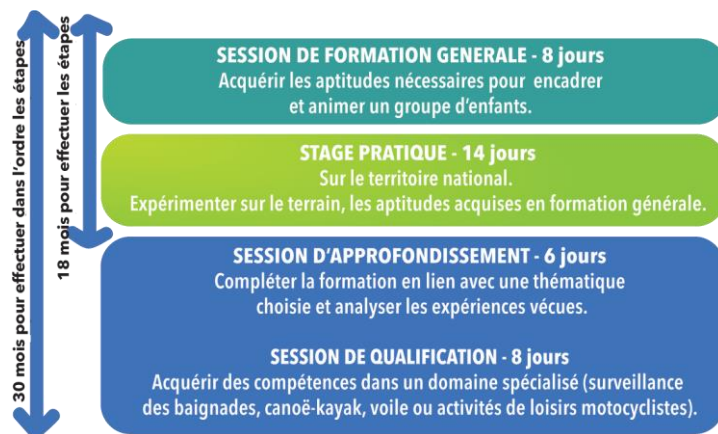 30 mois pour effectuer dans l'ordre les étapes
18 mois pour effectuer les étapes
SESSION DE FORMATION GENERALE - 8 jours
Acquérir les aptitudes nécessaires pour encadrer
et animer un groupe d'enfants.
STAGE PRATIQUE - 14 jours
Sur le territoire national.
Expérimenter sur le terrain, les aptitudes acquises en formation générale.
SESSION D'APPROFONDISSEMENT - 6 jours
Compléter la formation en lien avec une thématique
choisie et analyser les expériences vécues.
SESSION DE QUALIFICATION - 8 jours
Acquérir des compétences dans un domaine spécialisé (surveillance
des baignades, canoë-kayak, voile ou activités de loisirs motocyclistes).